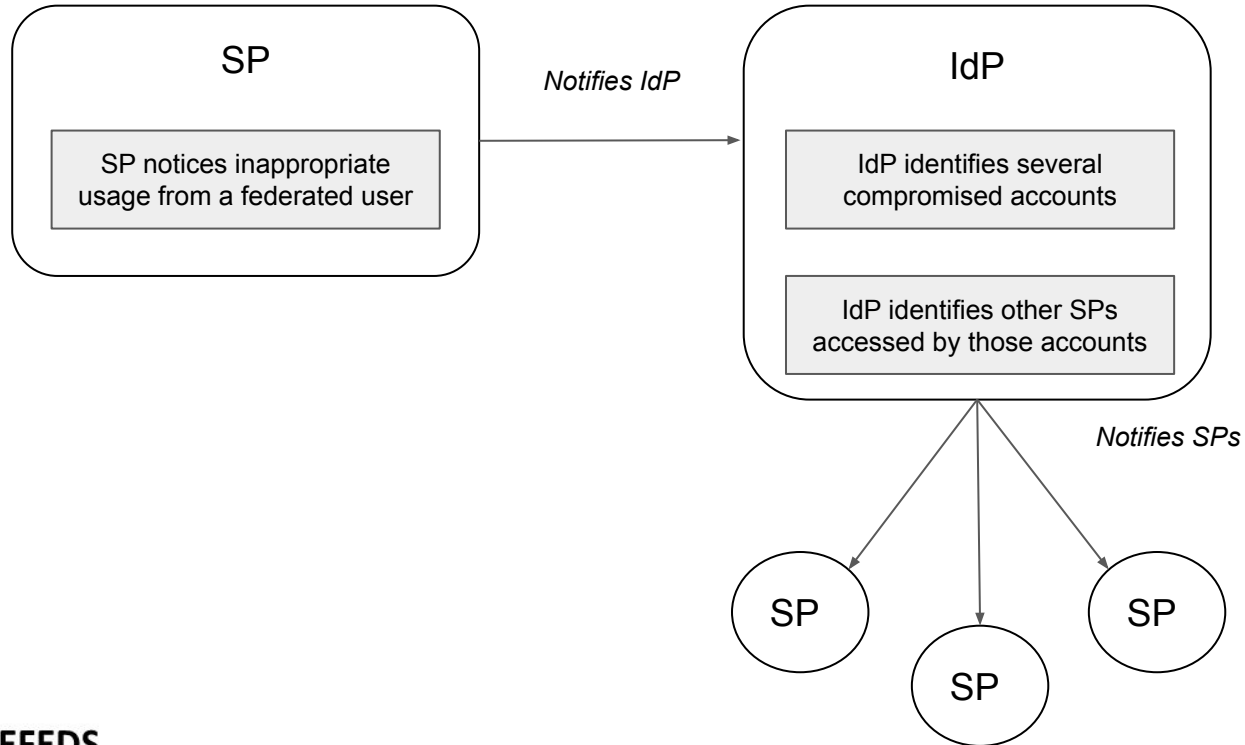 SP
Notifies IdP
IdP
SP notices inappropriate
usage from a federated user
IdP identifies several
compromised accounts
IdP identifies other SPs
accessed by those accounts
Notifies SPs
SP
SP
SP